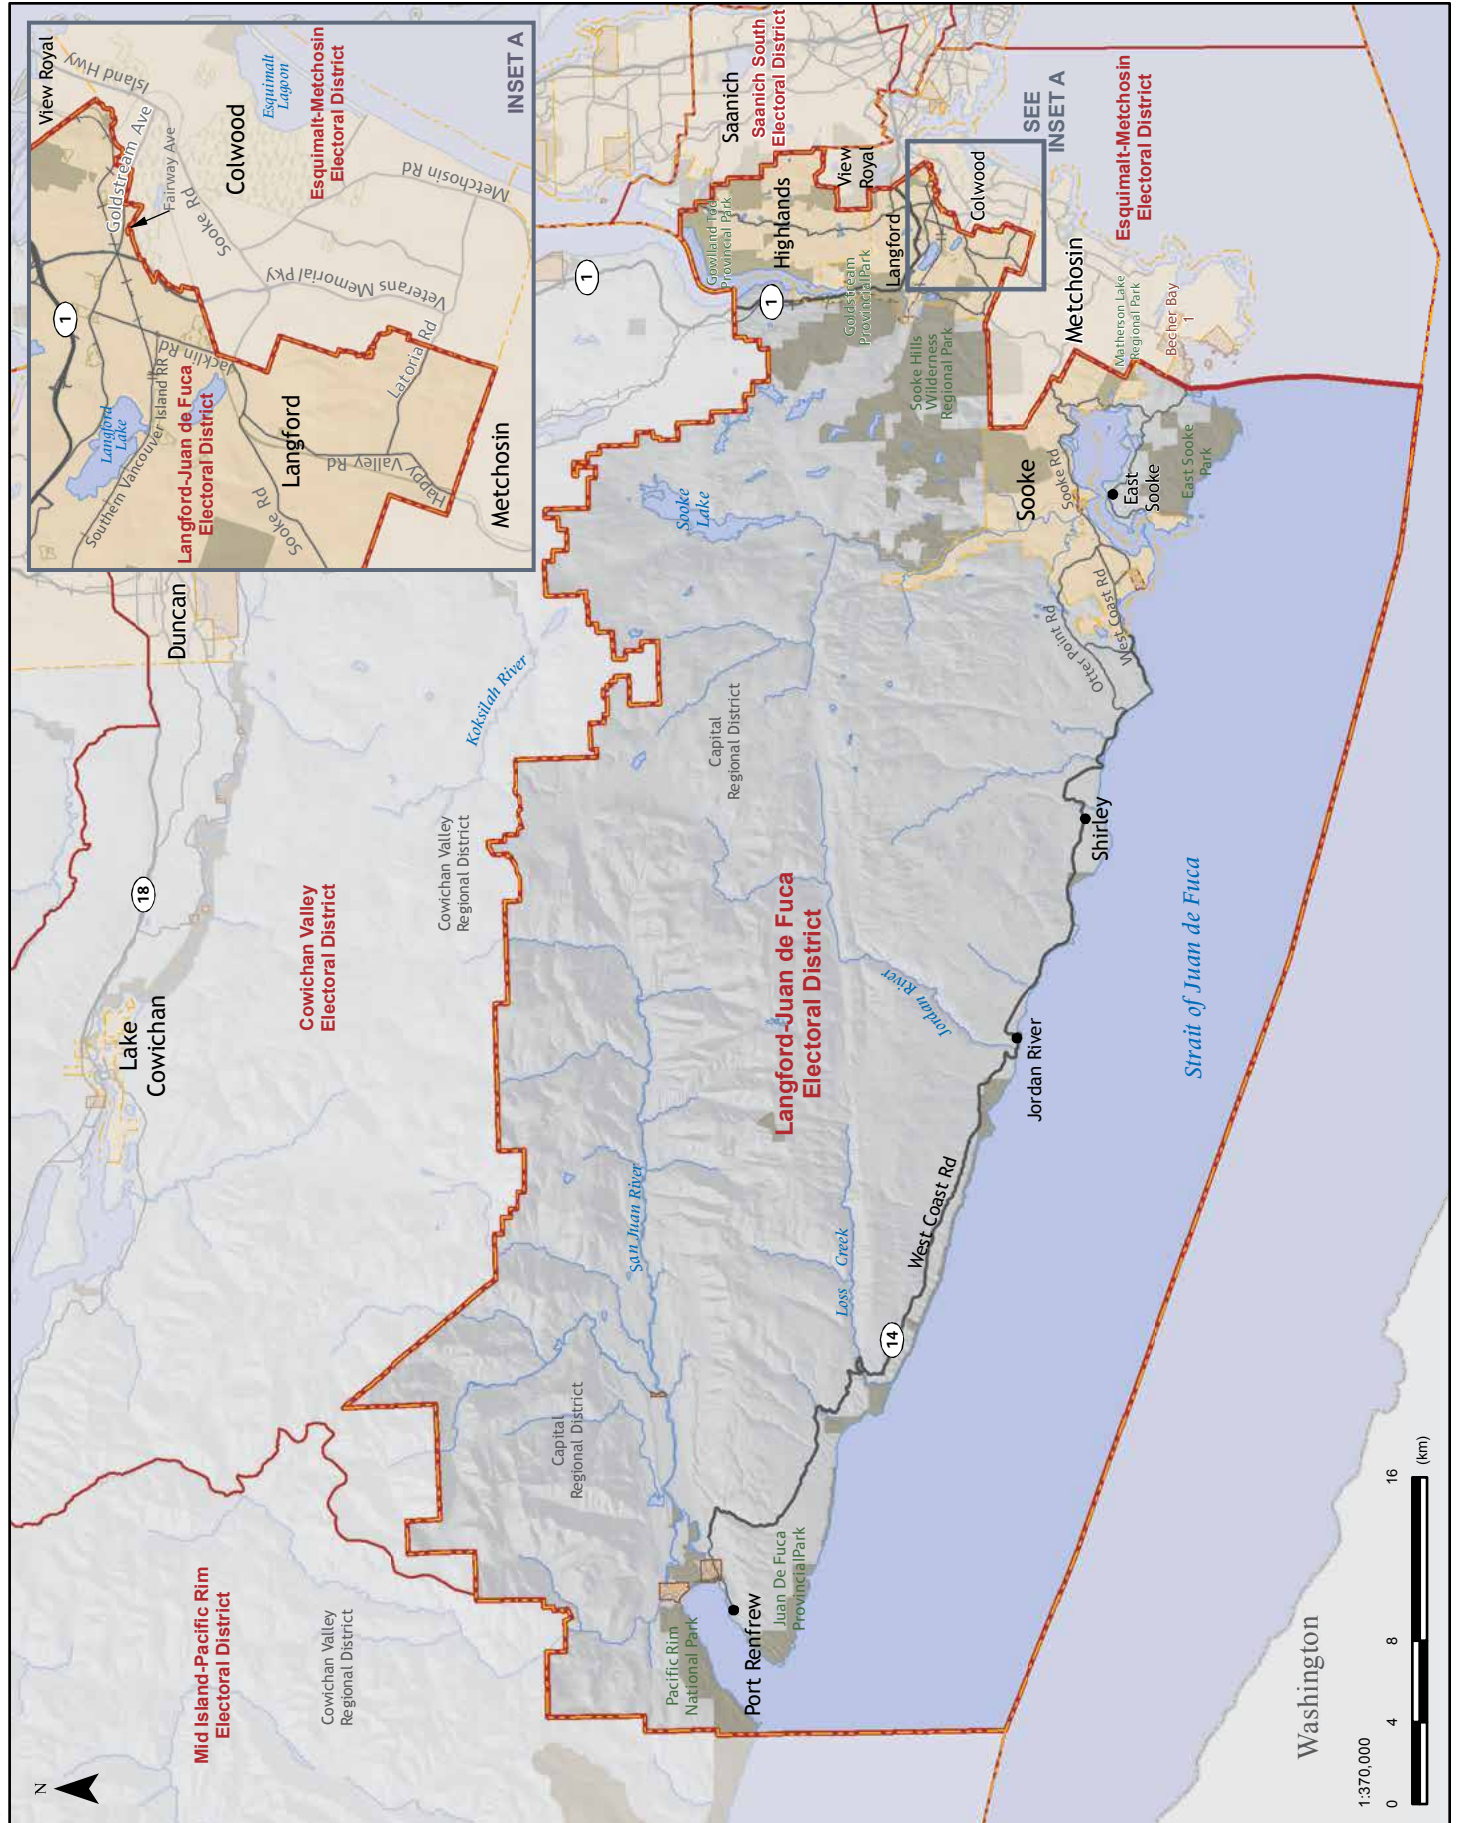 N
Mid Island-Pacific Rim
Electoral District
Cowichan Valley
Regional District
Lake
Cowichan
18
Duncan
Cowichan Valley
Electoral District
Cowichan Valley
Regional District
Koksilah River
Capital
Regional District
San Juan River
Pacific Rim
National Park
Port Renfrew
Juan De Fuca
ProvincialPark
Loss Creek
14
West Coast Rd
Langford-Juan de Fuca
Electoral District
Jordan River
Jordan River
Capital
Regional District
Shirley
Strait of Juan de Fuca
Sooke
Lake
Otter Point Rd
West Coast Rd
Sooke
Sooke Rd
East
Sooke
East Sooke
Park
Sooke Hills
Wilderness
Regional Park
Goldstream
ProvincialPark
Gowlland Tod
Provincial Park
1
1
Highlands
Langford
View
Royal
Saanich
Saanich South
Electoral District
Colwood
SEE
INSET A
Metchosin
Matherson Lake
Regional Park
Becher Bay
1
Esquimalt-Metchosin
Electoral District
Washington
1:370,000
0 4 8 16
(km)
View Royal
Island Hwy
Goldstream Ave
Fairway Ave
Sooke Rd
Colwood
Esquimalt
Lagoon
Esquimalt-Metchosin
Electoral District
INSET A
Metchosin Rd
Veterans Memorial Pky
1
Langford
Lake
Southern Vancouver Island RR
Jacklin Rd
Langford-Juan de Fuca
Electoral District
Langford
Latoria Rd
Sooke Rd
Happy Valley Rd
Metchosin